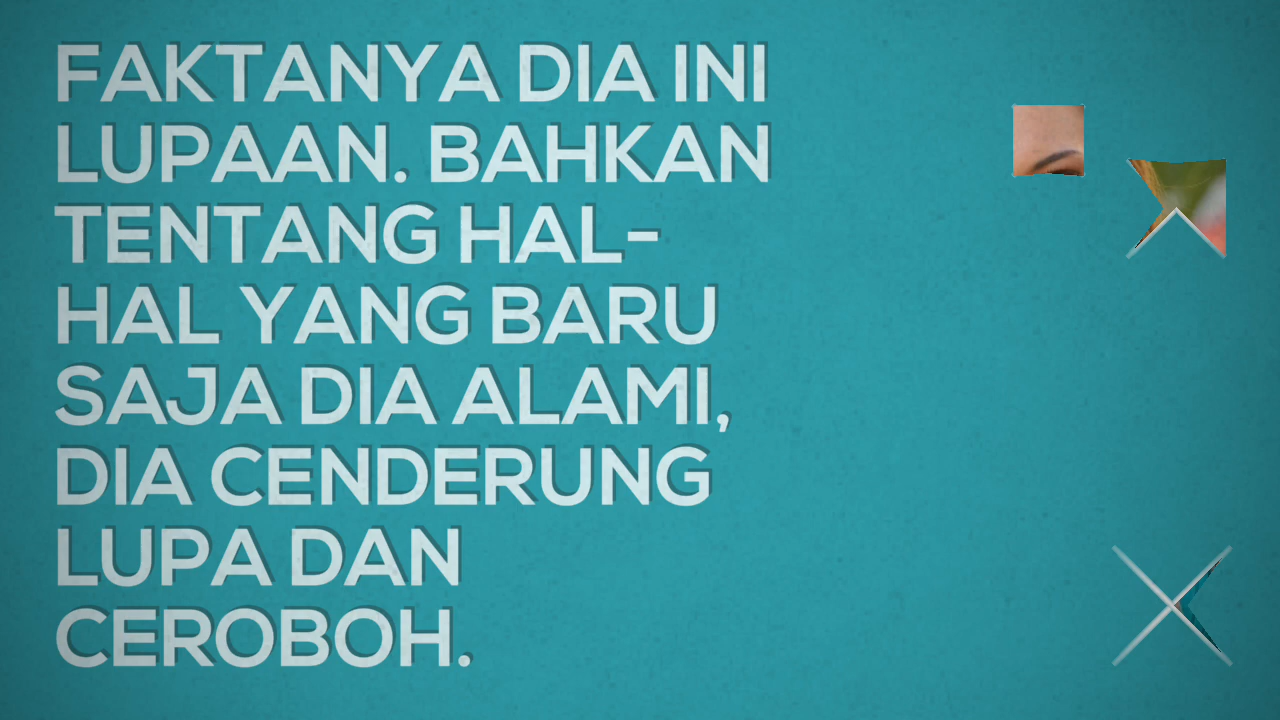 FAKTANYA DIA INI
LUPAAN. BAHKAN
TENTANG HAL-
HAL YANG BARU
SAJA DIA ALAMI,
DIA CENDERUNG
LUPA DAN
CEROBOH.